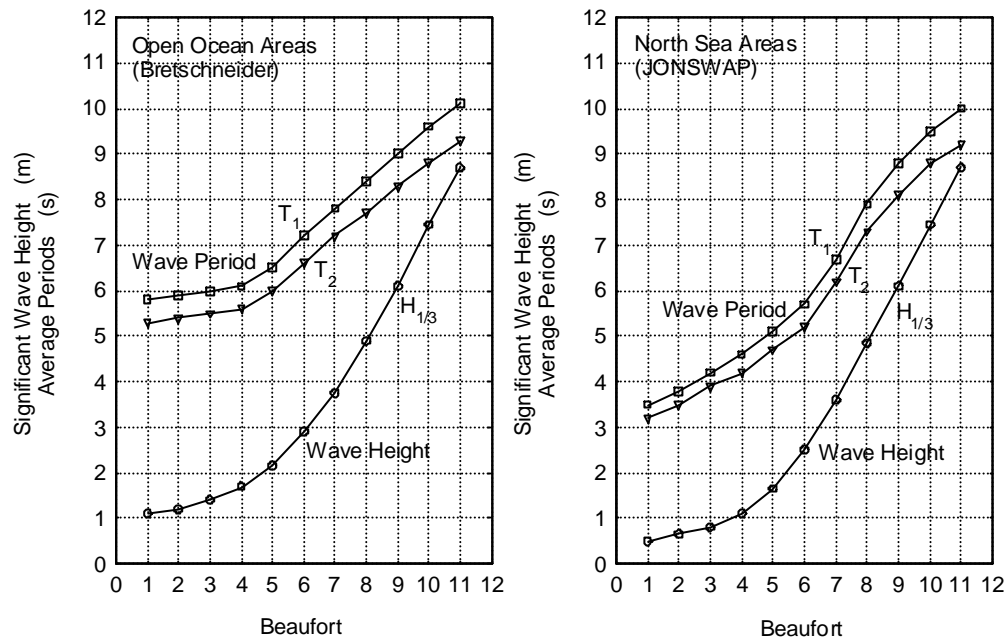 Open Ocean Areas
(Bretschneider)
12
11
10
9
8
7
6
5
4
3
2
1
0
Significant Wave Height (m)
Average Periods (s)
T1
Wave Period
T2
H1/3
Wave Height
0 1 2 3 4 5 6 7 8 9 10 11 12
Beaufort
North Sea Areas
(JONSWAP)
12
11
10
9
8
7
6
5
4
3
2
1
0
Significant Wave Height (m)
Average Periods (s)
T1
T2
Wave Period
H1/3
Wave Height
0 1 2 3 4 5 6 7 8 9 10 11 12
Beaufort